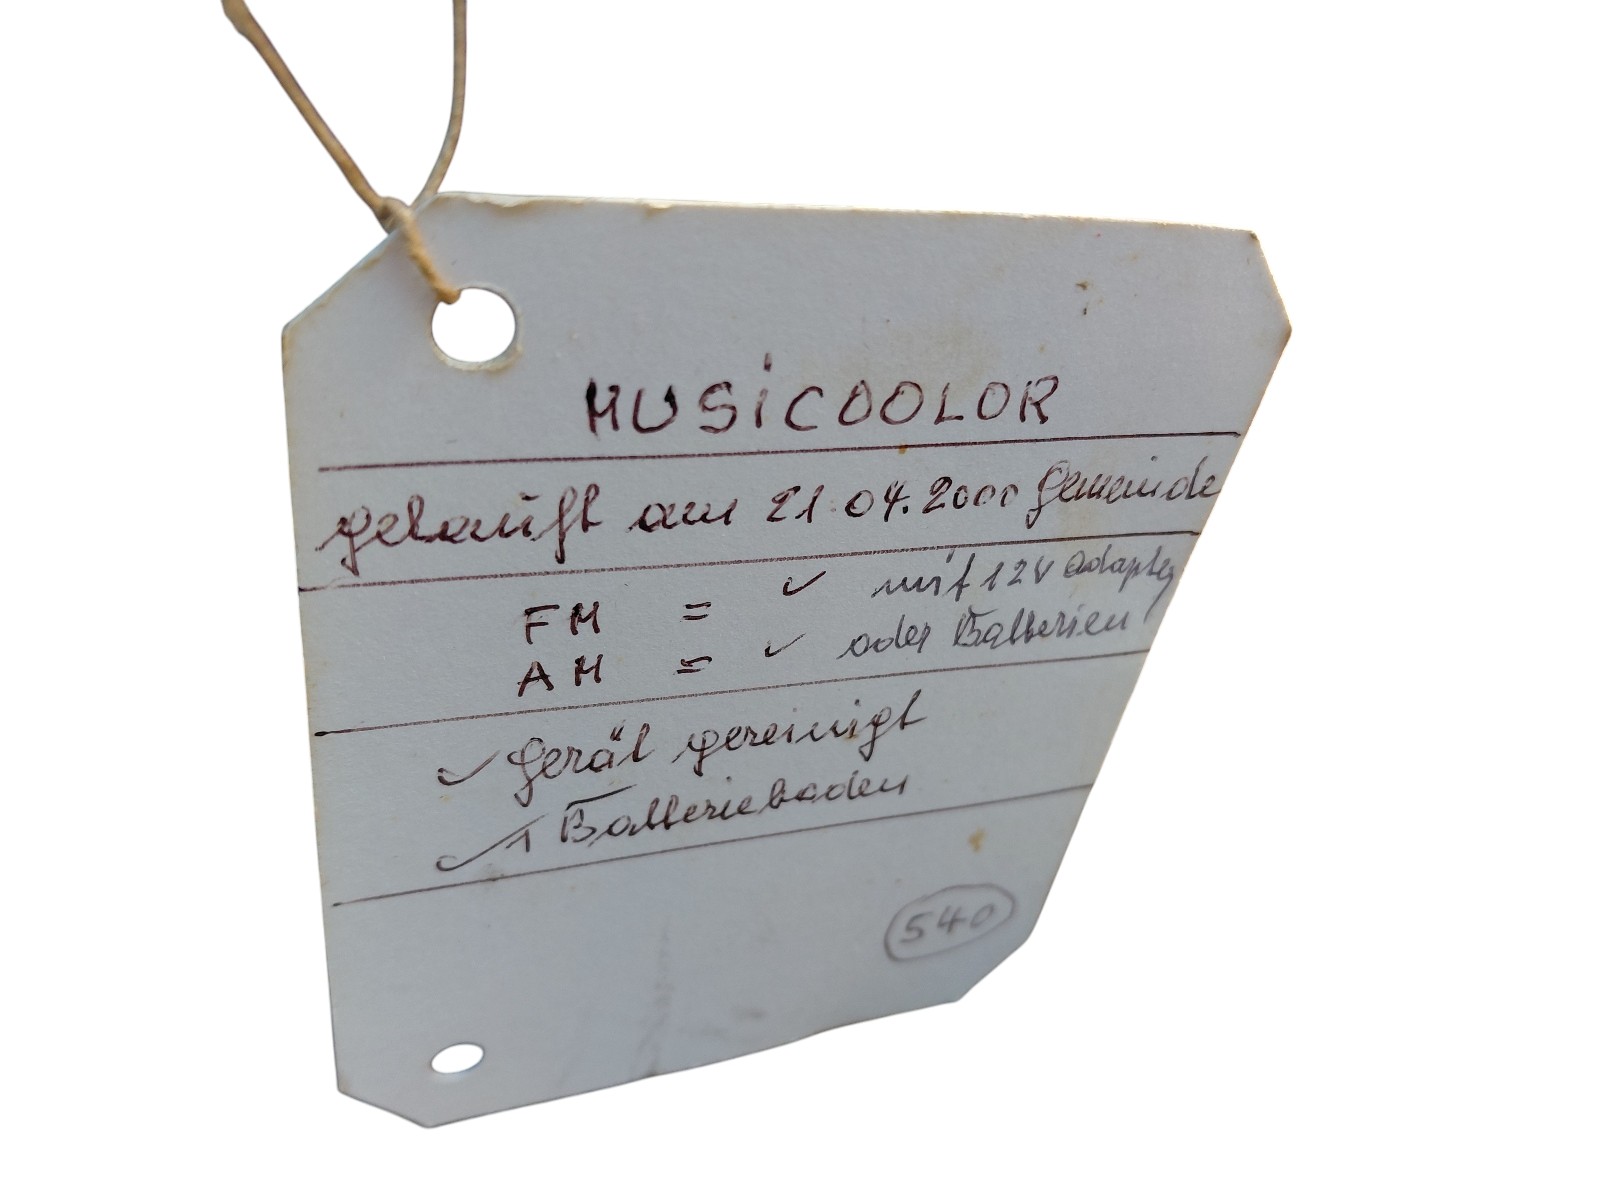 MUSiCOOLOR
gekauft am 21.04.2000 Gemeinde
FM = ✓ mit 12V Adapter
AM = ✓ oder Batterien
✓ Gerät gereinigt
✓ 1 Batterieboden
540